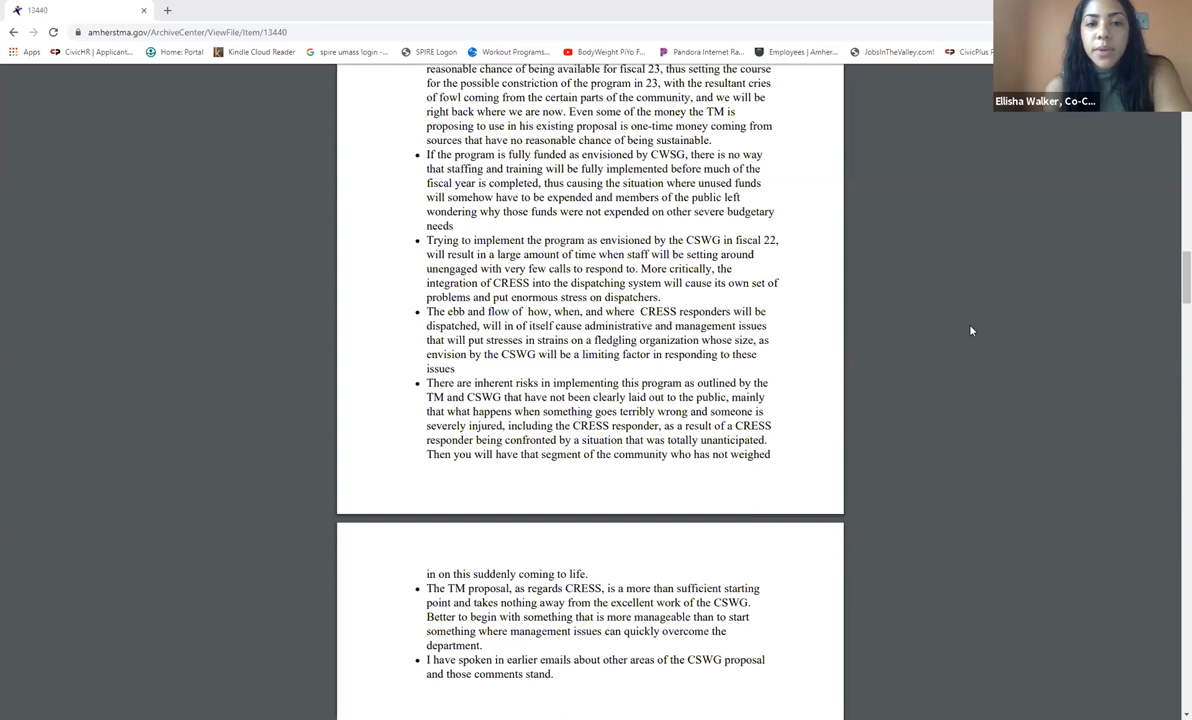 13440
amherstma.gov/ArchiveCenter/ViewFile/Item/13440
Apps CivicHR | Applicant... Home: Portal Kindle Cloud Reader spire umass login -... SPIRE Logon Workout Programs... BodyWeight PiYo F... Pandora Internet Ra... Employees | Amher... JobsInTheValley.com! CivicPlus
Ellisha Walker, Co-C...
reasonable chance of being available for fiscal 23, thus setting the course
for the possible constriction of the program in 23, with the resultant cries
of fowl coming from the certain parts of the community, and we will be
right back where we are now. Even some of the money the TM is
proposing to use in his existing proposal is one-time money coming from
sources that have no reasonable chance of being sustainable.
• If the program is fully funded as envisioned by CWSG, there is no way
that staffing and training will be fully implemented before much of the
fiscal year is completed, thus causing the situation where unused funds
will somehow have to be expended and members of the public left
wondering why those funds were not expended on other severe budgetary
needs
• Trying to implement the program as envisioned by the CSWG in fiscal 22,
will result in a large amount of time when staff will be setting around
unengaged with very few calls to respond to. More critically, the
integration of CRESS into the dispatching system will cause its own set of
problems and put enormous stress on dispatchers.
• The ebb and flow of how, when, and where CRESS responders will be
dispatched, will in of itself cause administrative and management issues
that will put stresses in strains on a fledgling organization whose size, as
envision by the CSWG will be a limiting factor in responding to these
issues
• There are inherent risks in implementing this program as outlined by the
TM and CSWG that have not been clearly laid out to the public, mainly
that what happens when something goes terribly wrong and someone is
severely injured, including the CRESS responder, as a result of a CRESS
responder being confronted by a situation that was totally unanticipated.
Then you will have that segment of the community who has not weighed
in on this suddenly coming to life.
• The TM proposal, as regards CRESS, is a more than sufficient starting
point and takes nothing away from the excellent work of the CSWG.
Better to begin with something that is more manageable than to start
something where management issues can quickly overcome the
department.
• I have spoken in earlier emails about other areas of the CSWG proposal
and those comments stand.